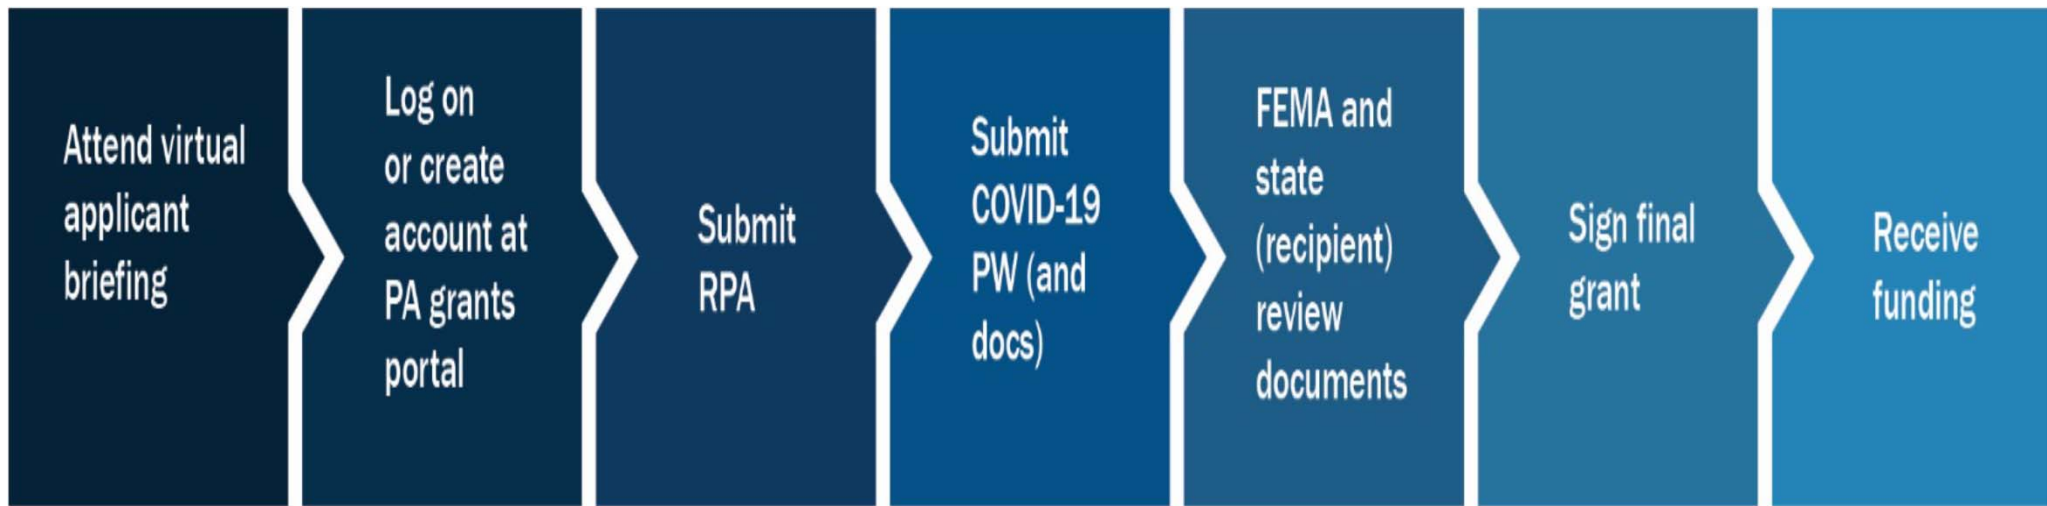 Attend virtual
applicant
briefing
Log on
or create
account at
PA grants
portal
Submit
RPA
Submit
COVID-19
PW (and
docs)
FEMA and
state
(recipient)
review
documents
Sign final
grant
Receive
funding